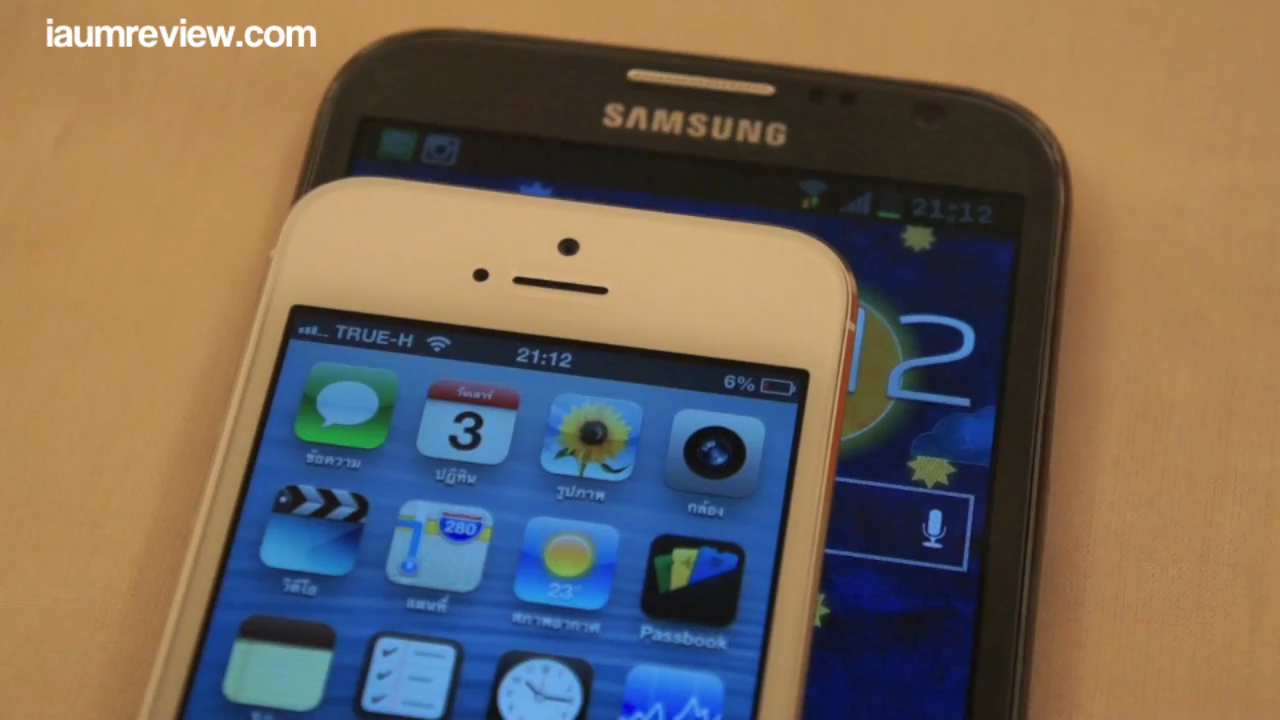 iaumreview.com
SAMSUNG
21:12
TRUE-H
21:12
6%
12
วันเสาร์
3
ข้อความ
ปฏิทิน
รูปภาพ
กล้อง
280
23°
วิดีโอ
แผนที่
สภาพอากาศ
Passbook